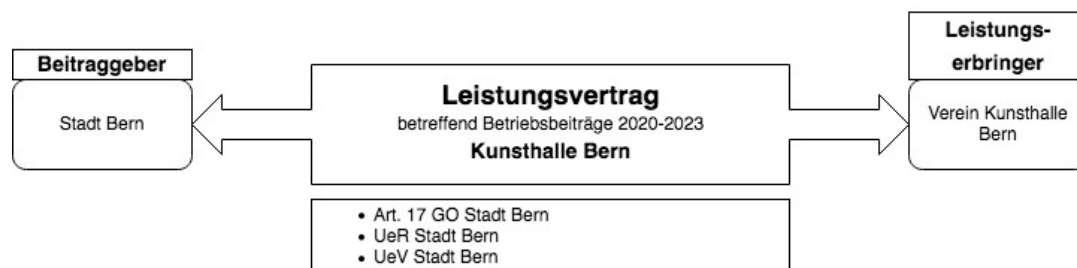 Beitraggeber
Stadt Bern
Leistungsvertrag
betreffend Betriebsbeiträge 2020-2023
Kunsthalle Bern
• Art. 17 GO Stadt Bern
• UeR Stadt Bern
• UeV Stadt Bern
Leistungs-
erbringer
Verein Kunsthalle
Bern